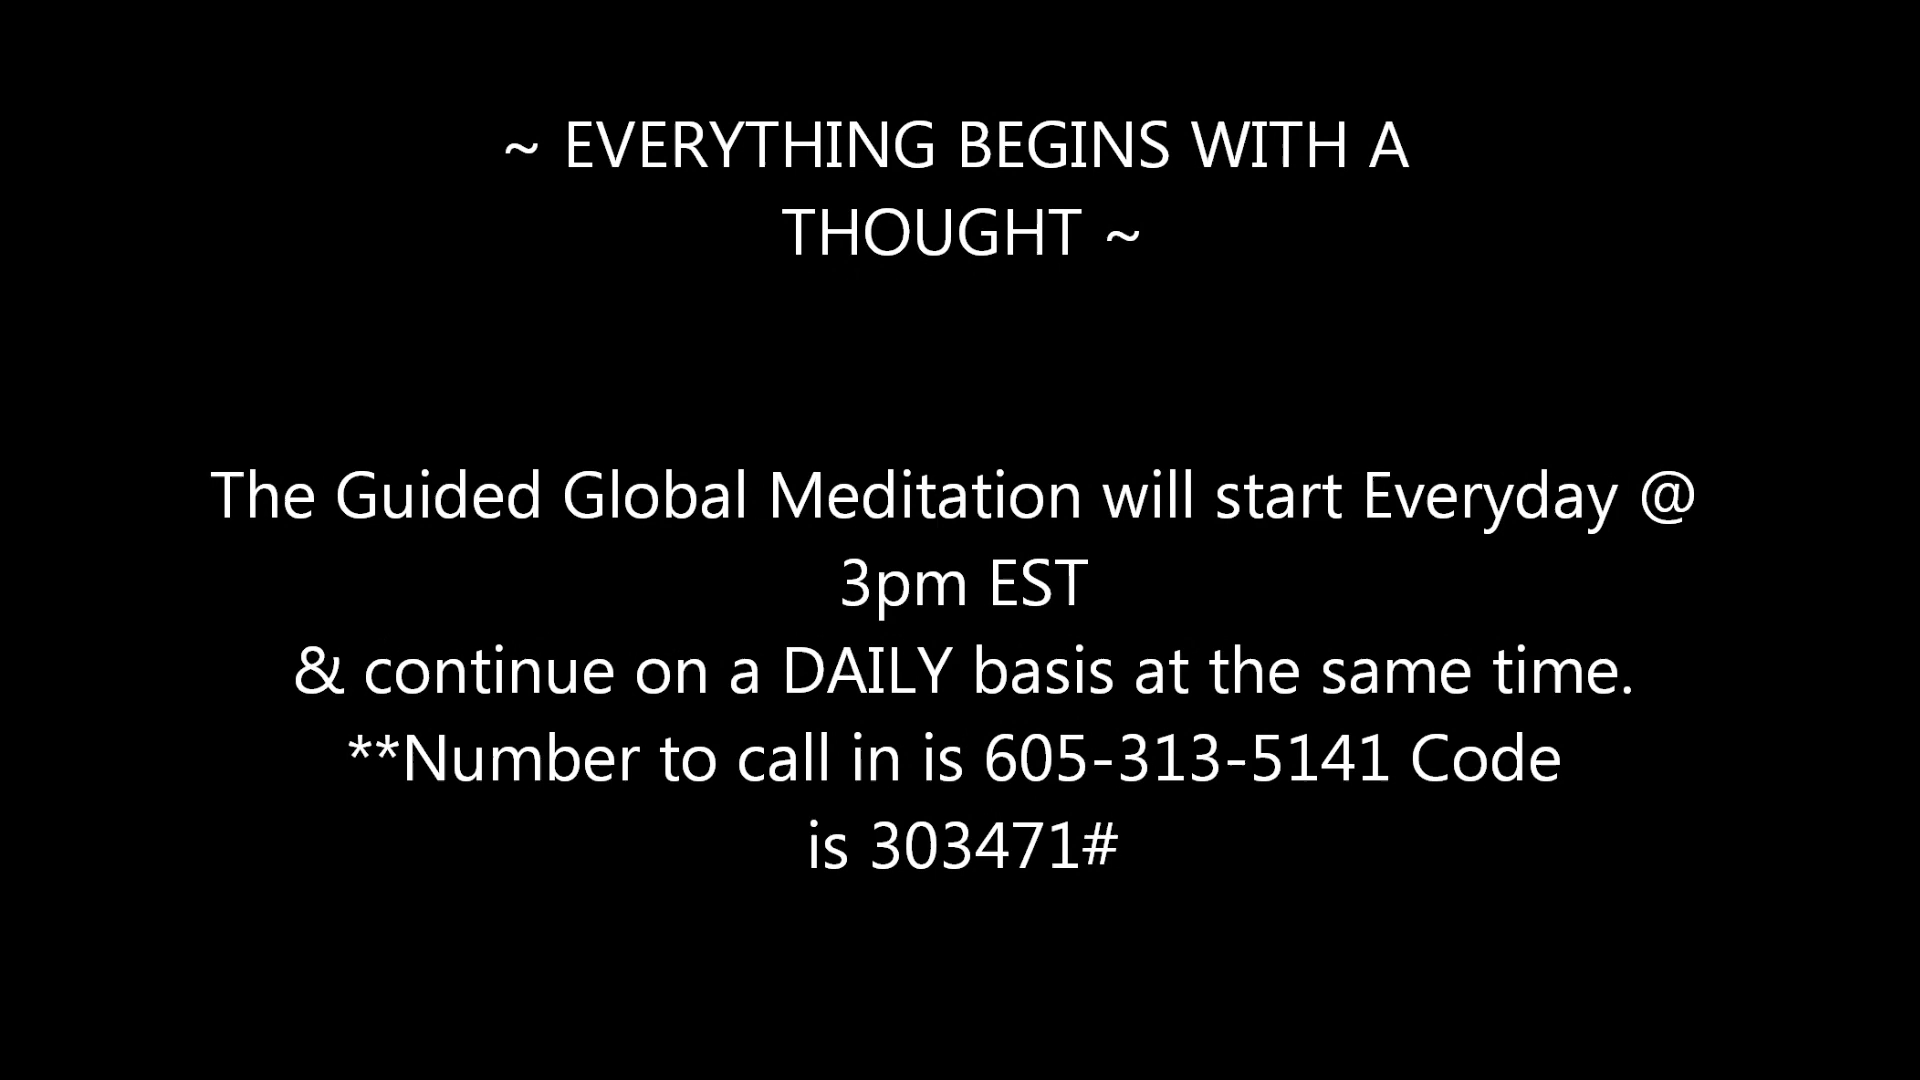 ~ EVERYTHING BEGINS WITH A
THOUGHT ~
The Guided Global Meditation will start Everyday @
3pm EST
& continue on a DAILY basis at the same time.
**Number to call in is 605-313-5141 Code
is 303471#